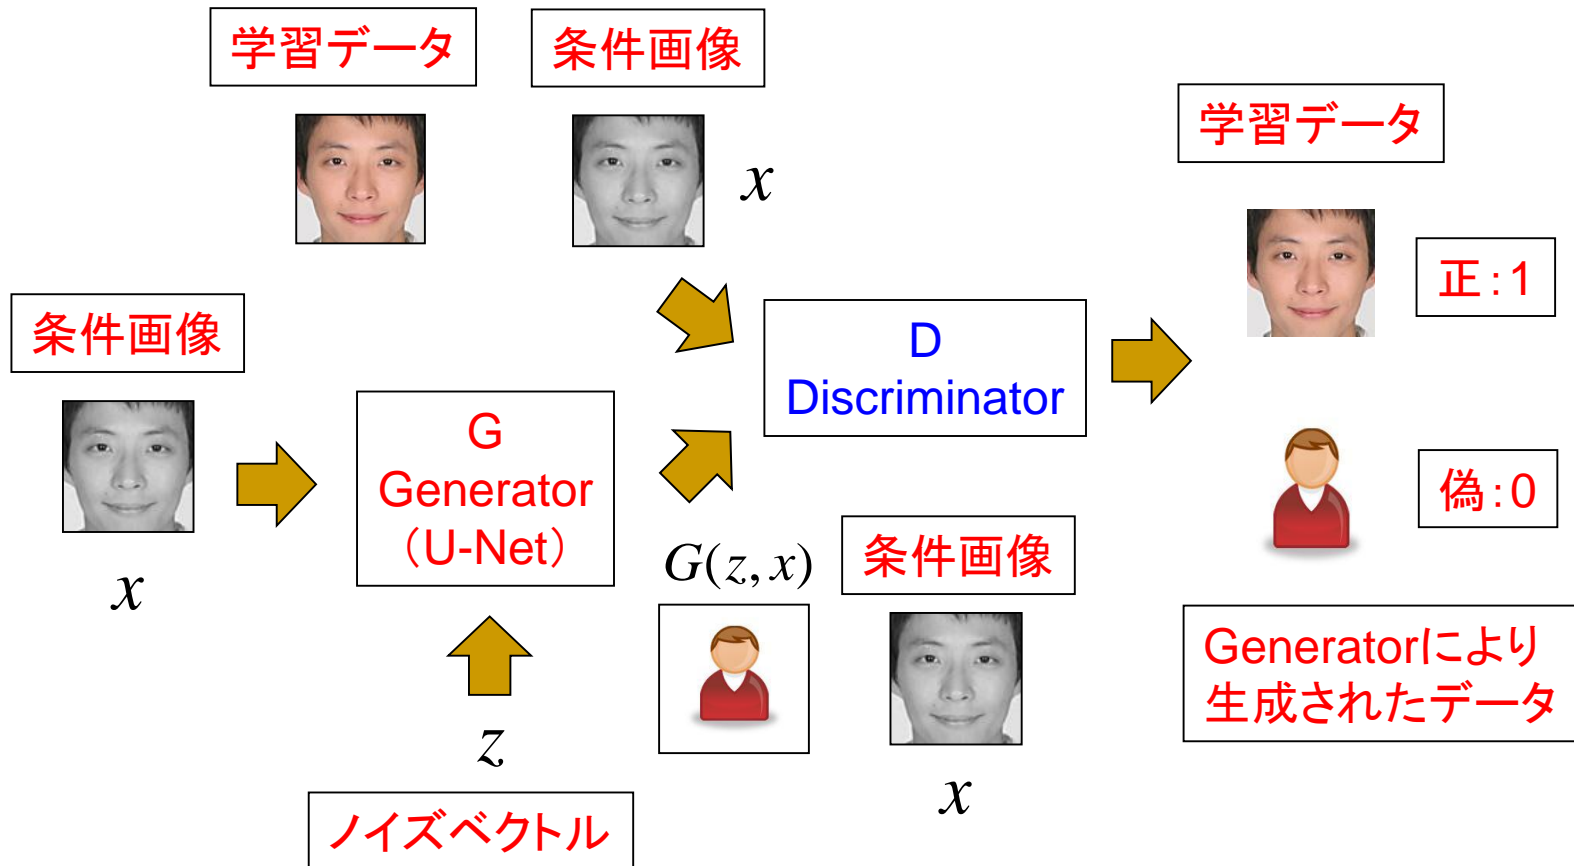 学習データ
条件画像
x
学習データ
正:1
条件画像
x
G
Generator
(U-Net)
D
Discriminator
偽:0
G(z, x)
条件画像
x
z
ノイズベクトル
Generatorにより
生成されたデータ